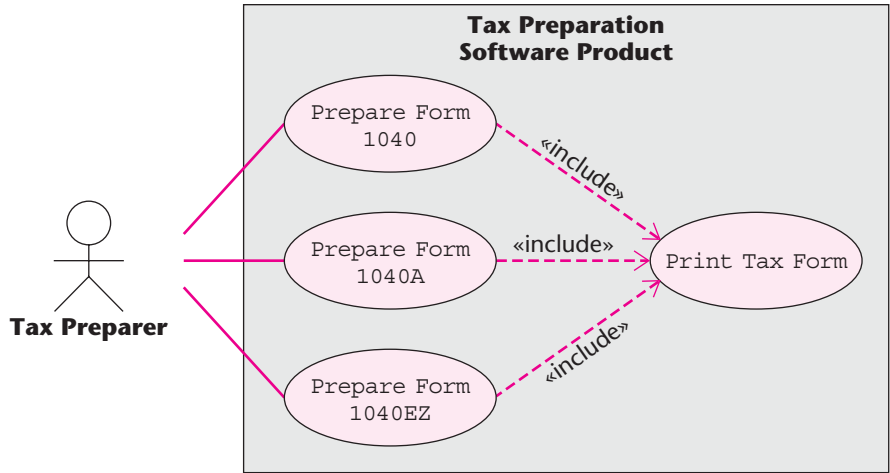 Tax Preparation
Software Product
Prepare Form
1040
«include»
Prepare Form
1040A
«include»
Print Tax Form
Tax Preparer
Prepare Form
1040EZ
«include»